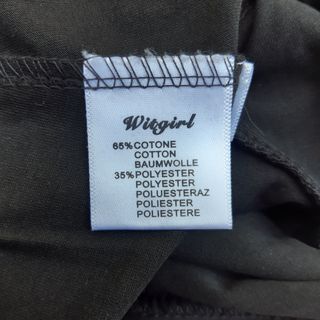 Witgirl
65% COTONE
COTTON
BAUMWOLLE
35% POLYESTER
POLYESTER
POLUESTERAZ
POLIESTER
POLIESTERE